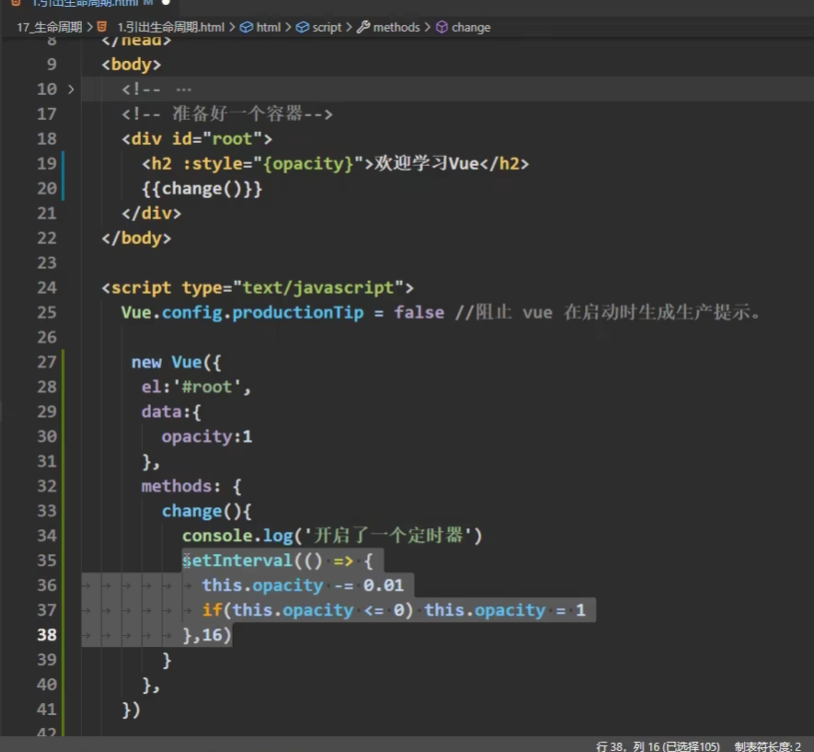 1.引出生命周期.html M
17_生命周期 > 1.引出生命周期.html > html > script > methods > change
8 </head>
9 <body>
10 > <!-- ...
17 <!-- 准备好一个容器-->
18 <div id="root">
19 <h2 :style="{opacity}">欢迎学习Vue</h2>
20 {{change()}}
21 </div>
22 </body>
23
24 <script type="text/javascript">
25 Vue.config.productionTip = false //阻止 vue 在启动时生成生产提示。
26
27 new Vue({
28 el:'#root',
29 data:{
30 opacity:1
31 },
32 methods: {
33 change(){
34 console.log('开启了一个定时器')
35 setInterval(() => {
36 this.opacity -= 0.01
37 if(this.opacity <= 0) this.opacity = 1
38 },16)
39 }
40 },
41 })
42
行 38，列 16 (已选择105) 制表符长度: 2